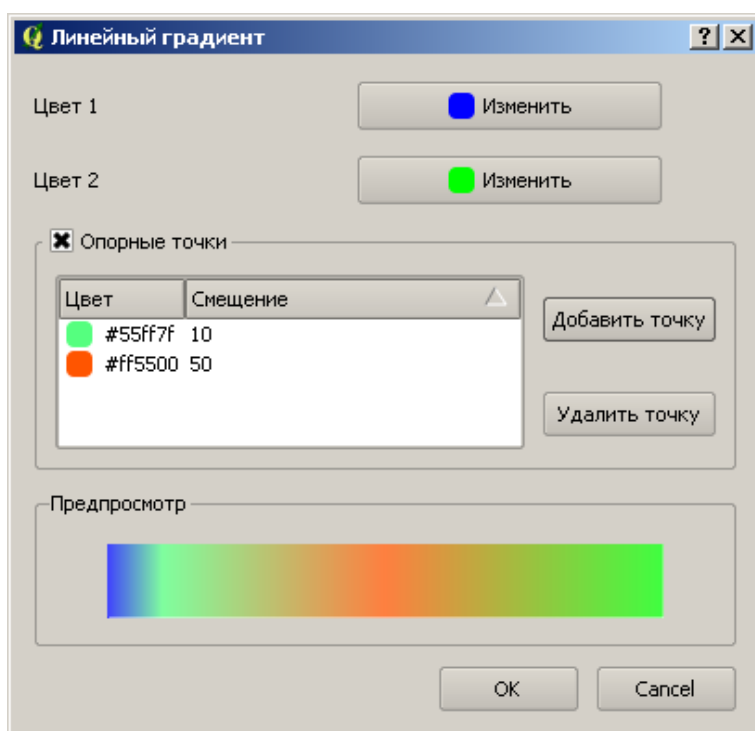 Линейный градиент
Цвет 1
Изменить
Цвет 2
Изменить
Опорные точки
Цвет Смещение
#55ff7f 10
#ff5500 50
Добавить точку
Удалить точку
Предпросмотр
OK Cancel